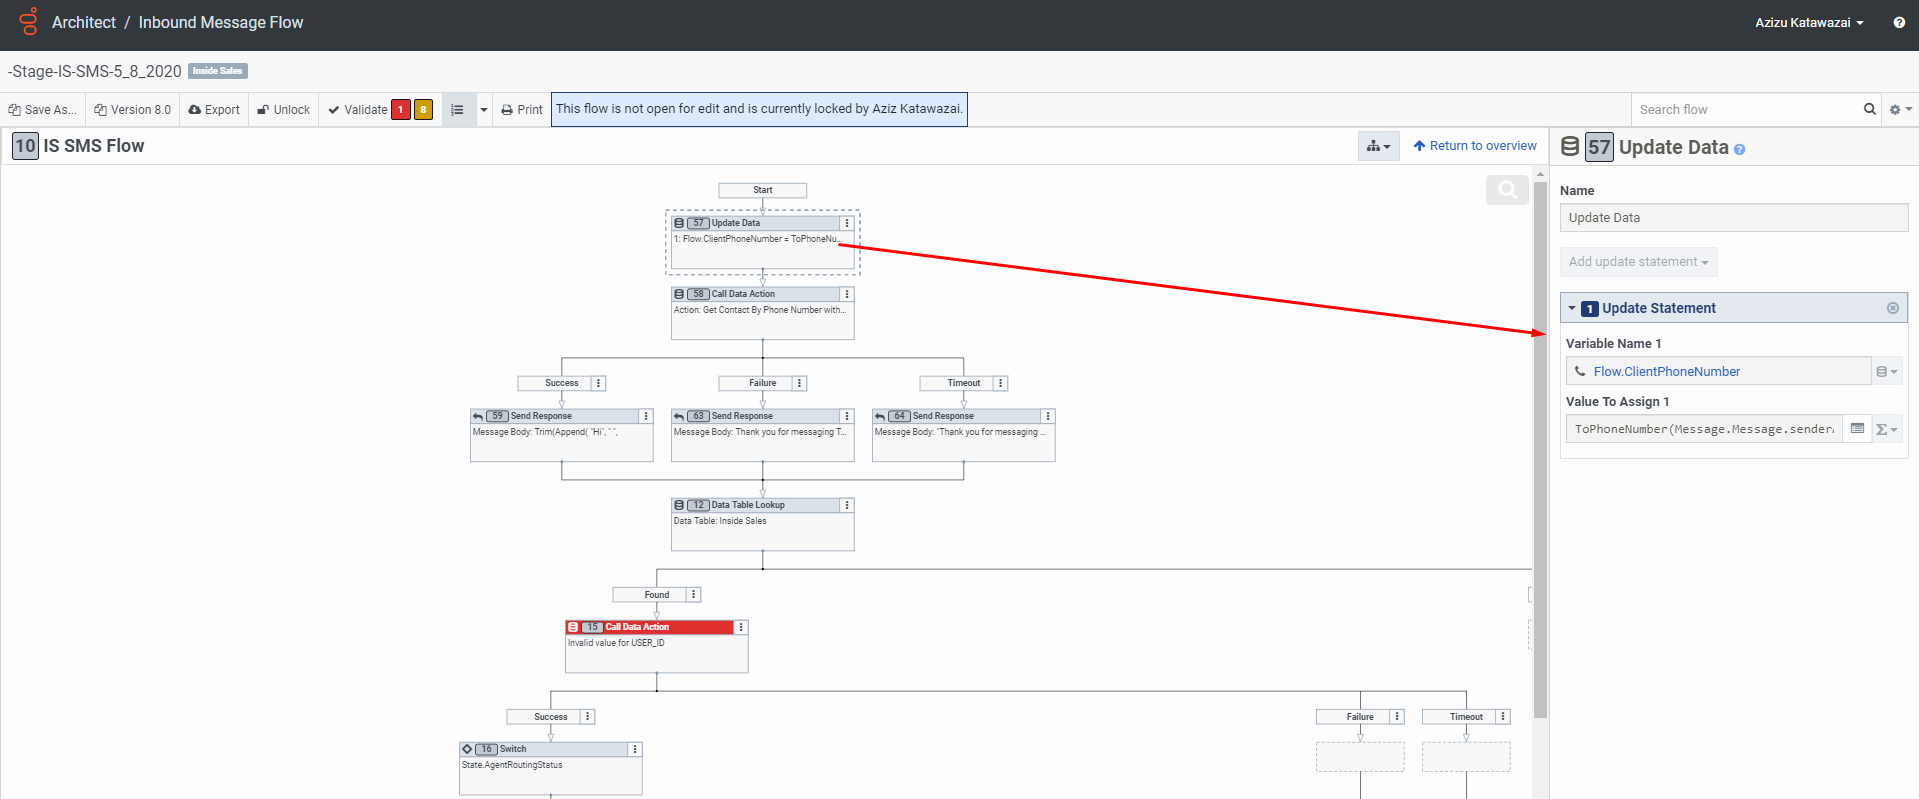 Architect / Inbound Message Flow
Azizu Katawazai
-Stage-IS-SMS-5_8_2020 Inside Sales
Save As... Version 8.0 Export Unlock Validate 1 8 Print This flow is not open for edit and is currently locked by Aziz Katawazai. Search flow
10 IS SMS Flow
Return to overview
57 Update Data
Start
57 Update Data
1: Flow.ClientPhoneNumber = ToPhoneNu...
58 Call Data Action
Action: Get Contact By Phone Number with...
Success Failure Timeout
59 Send Response
Message Body: Trim(Append( "Hi", " ",
63 Send Response
Message Body: Thank you for messaging T...
64 Send Response
Message Body: "Thank you for messaging ...
12 Data Table Lookup
Data Table: Inside Sales
Found
15 Call Data Action
Invalid value for USER_ID
Success Failure Timeout
16 Switch
State.AgentRoutingStatus
Name
Update Data
Add update statement
1 Update Statement
Variable Name 1
Flow.ClientPhoneNumber
Value To Assign 1
ToPhoneNumber(Message.Message.sender